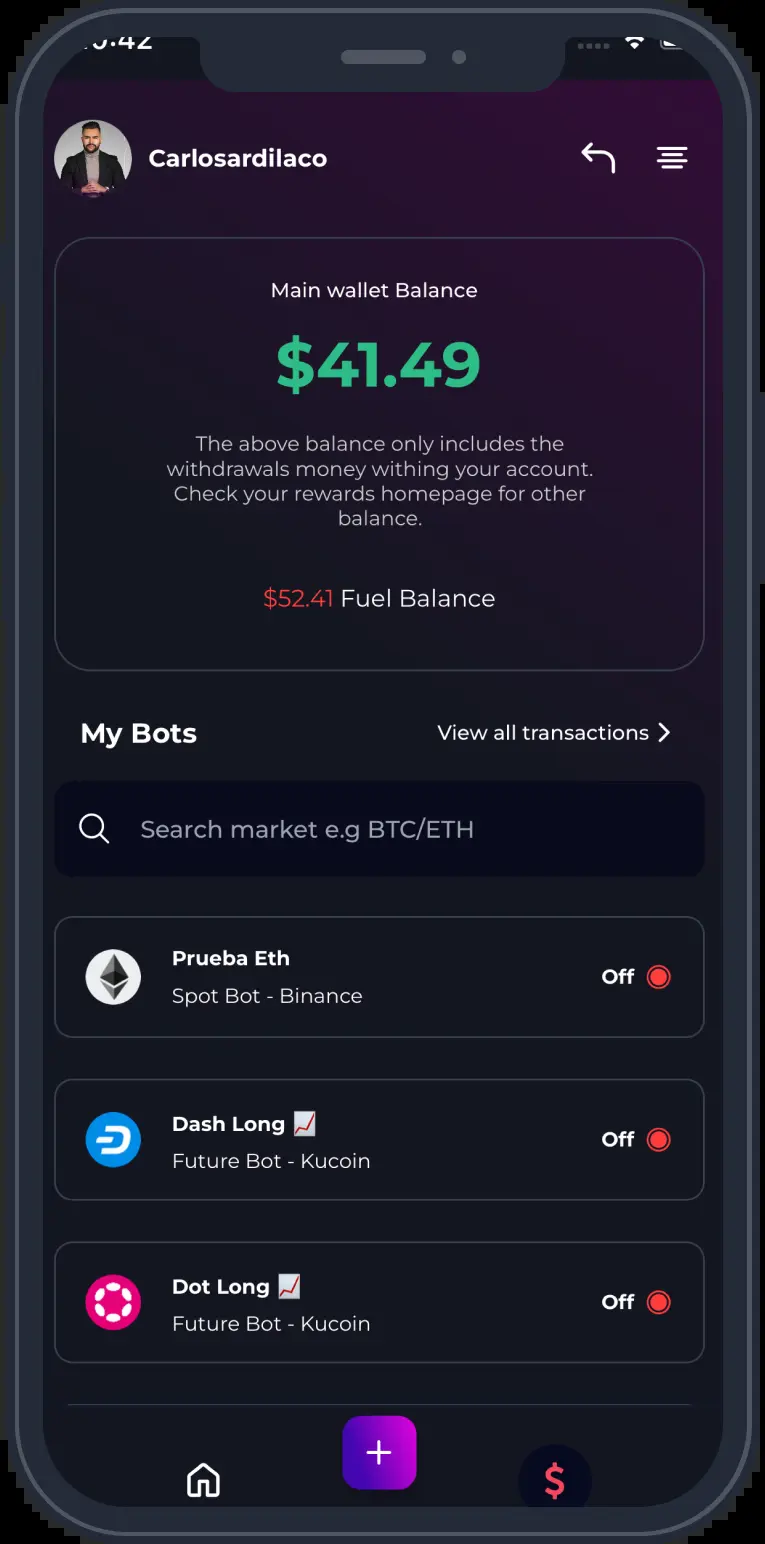 Carlosardilaco
Main wallet Balance
$41.49
The above balance only includes the
withdrawals money withing your account.
Check your rewards homepage for other
balance.
$52.41 Fuel Balance
My Bots
View all transactions
Search market e.g BTC/ETH
Prueba Eth
Spot Bot - Binance
Off
Dash Long 📈
Future Bot - Kucoin
Off
Dot Long 📈
Future Bot - Kucoin
Off
+
$